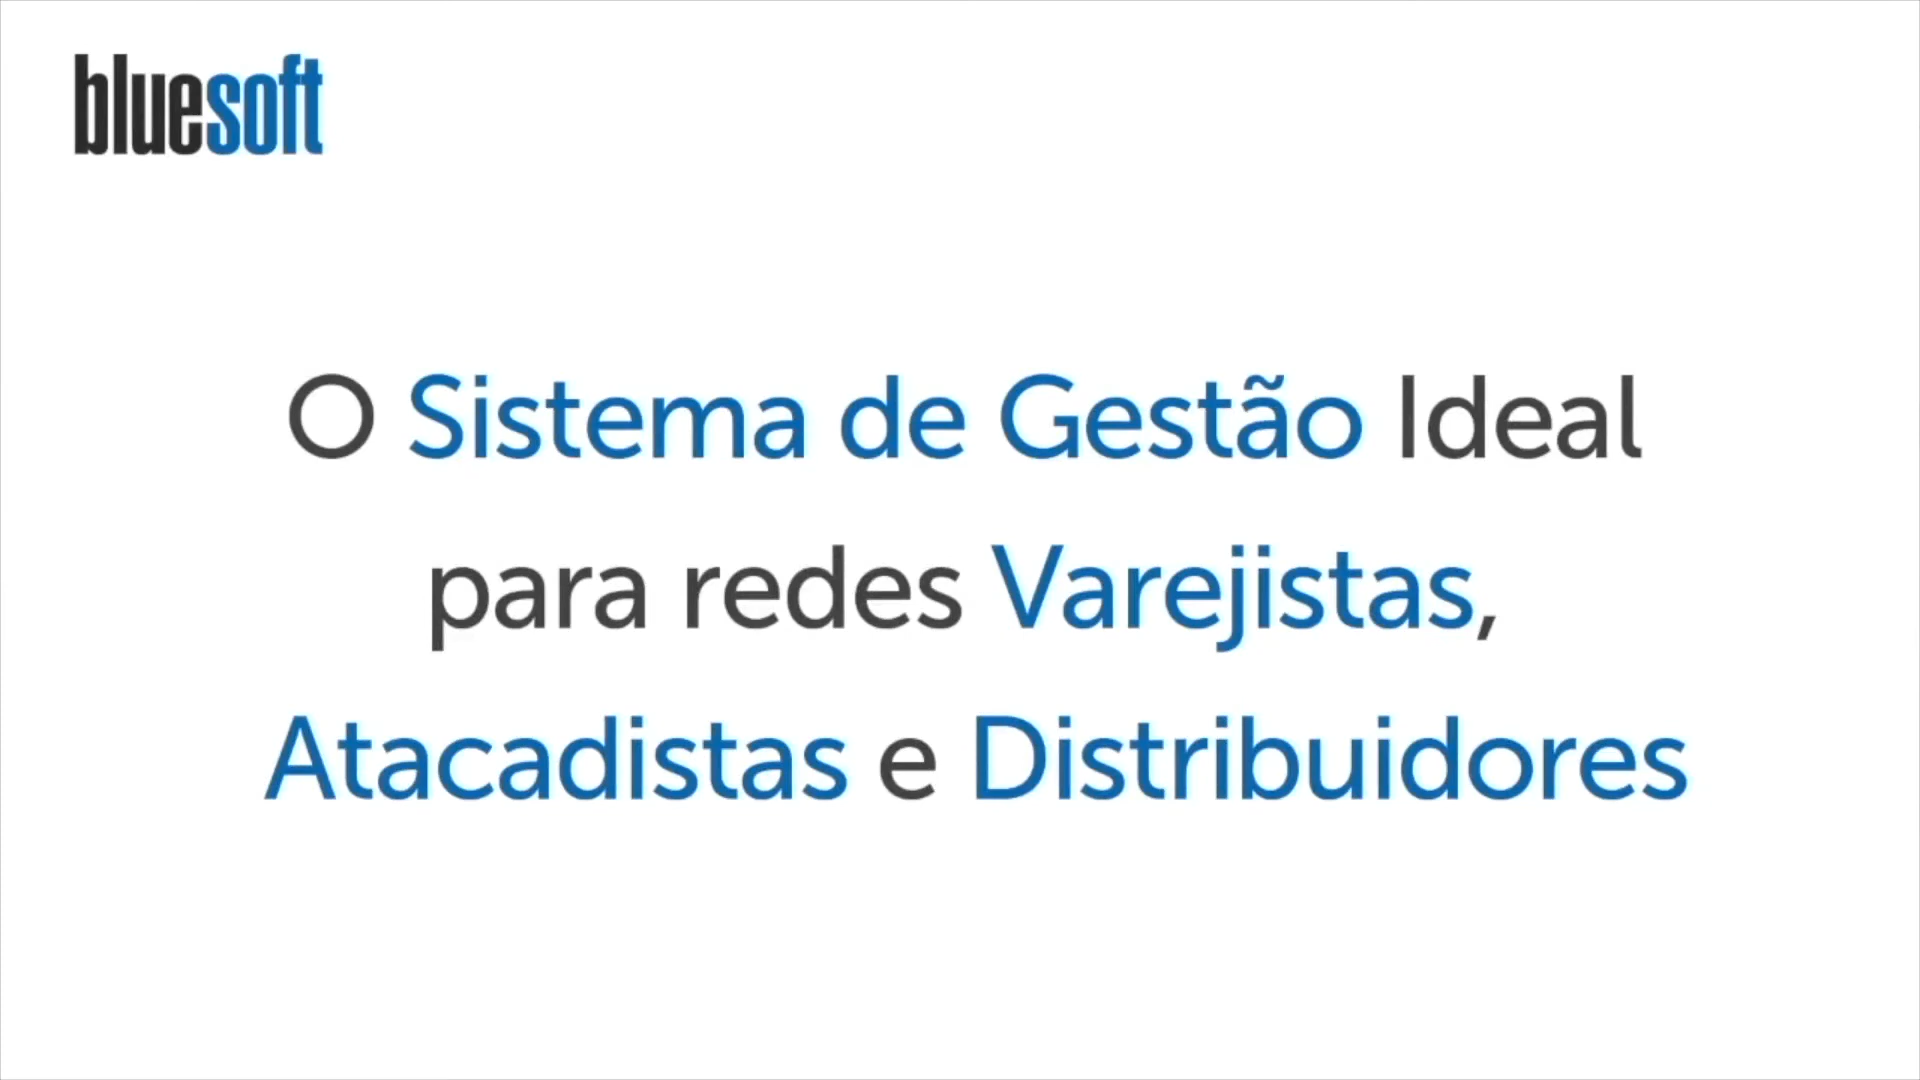 bluesoft
O Sistema de Gestão Ideal
para redes Varejistas,
Atacadistas e Distribuidores